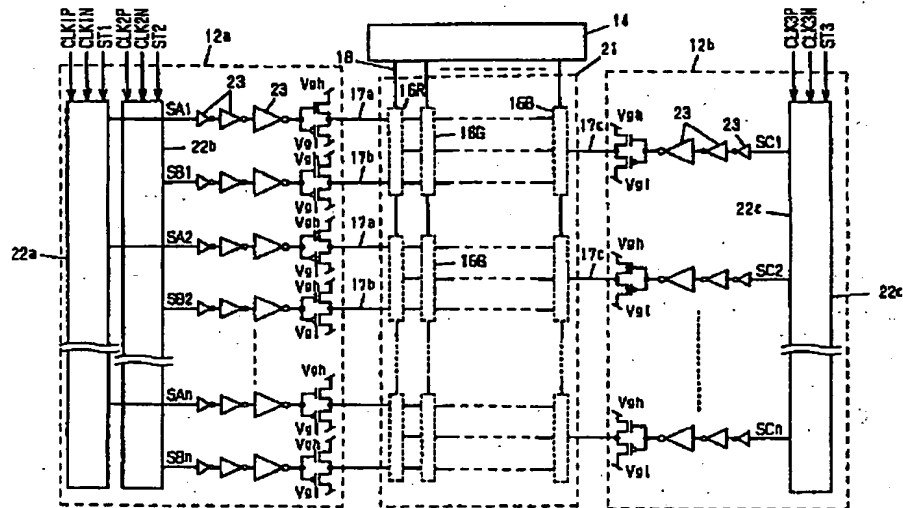 CLK1P
CLK1N
ST1
CLK2P
CLK2N
ST2
12a
18
14
21
12b
CLK3P
CLK3N
ST3
SA1
23
23
Vgh
17a
16R
16G
16B
17c
Vgh
23
23
SC1
22b
Vgl
SB1
Vgh
17b
Vgl
22c
22a
SA2
Vgl
Vgh
17a
16G
17c
Vgh
SC2
22c
SB2
Vgl
Vgh
17b
Vgl
Vgl
SAn
Vgh
Vgh
SCn
SBn
Vgl
Vgh
Vgl
Vgl